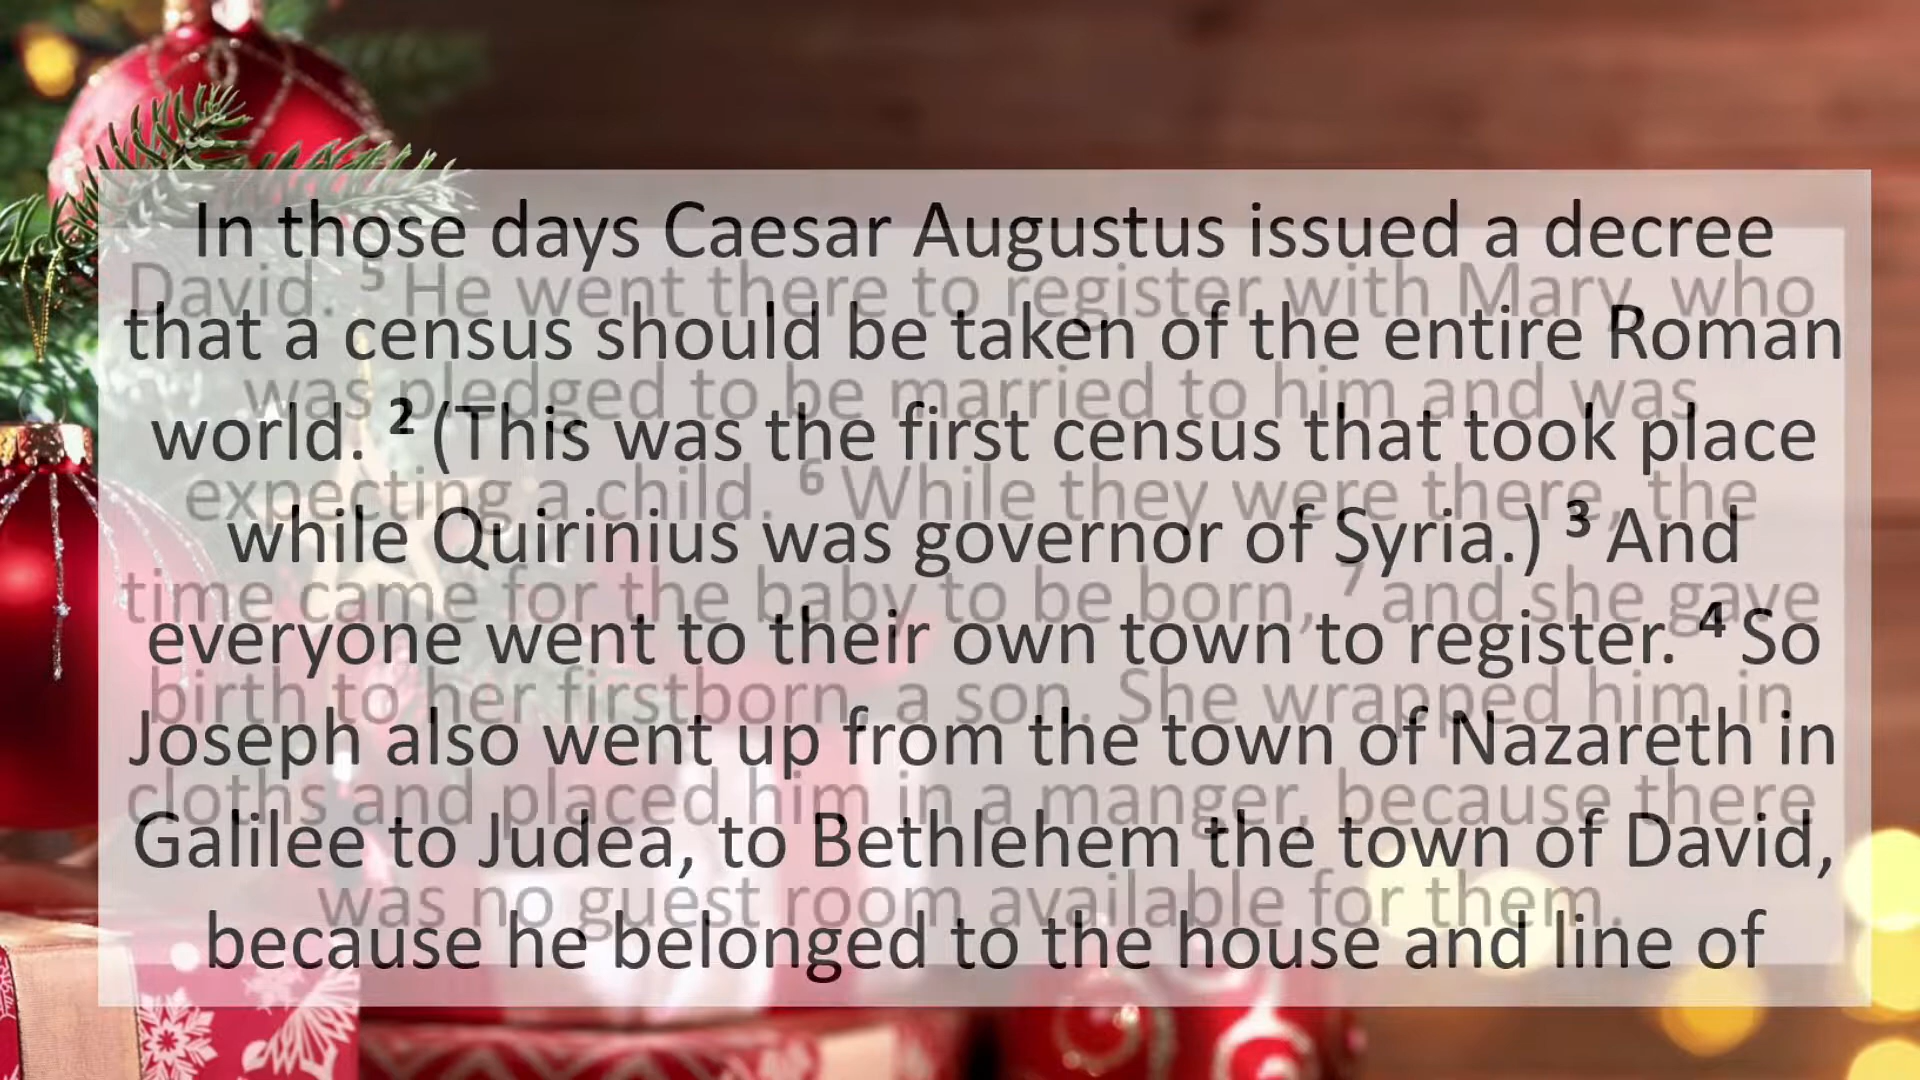 In those days Caesar Augustus issued a decree
that a census should be taken of the entire Roman
world. 2 (This was the first census that took place
while Quirinius was governor of Syria.) 3 And
everyone went to their own town to register. 4 So
Joseph also went up from the town of Nazareth in
Galilee to Judea, to Bethlehem the town of David,
because he belonged to the house and line of
David. 5 He went there to register with Mary, who
was pledged to be married to him and was
expecting a child. 6 While they were there, the
time came for the baby to be born, 7 and she gave
birth to her firstborn, a son. She wrapped him in
cloths and placed him in a manger, because there
was no guest room available for them.